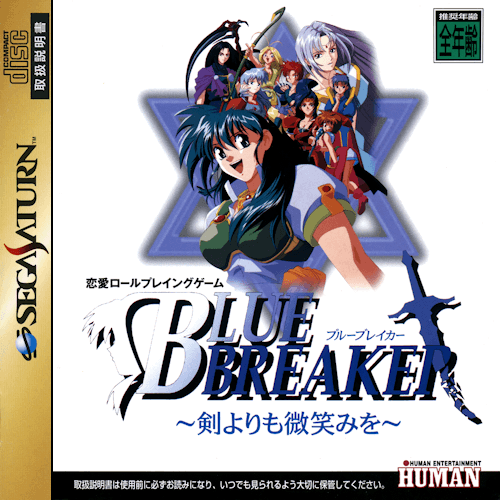 COMPACT
disc
取扱説明書
SEGA SATURN™
推奨年齢
全年齢
恋愛ロールプレイングゲーム
BLUE
BREAKER
ブルーブレイカー
～剣よりも微笑みを～
HUMAN ENTERTAINMENT
HUMAN
取扱説明書は使用前に必ずお読みになり、いつでも見られるよう大切に保管してください。